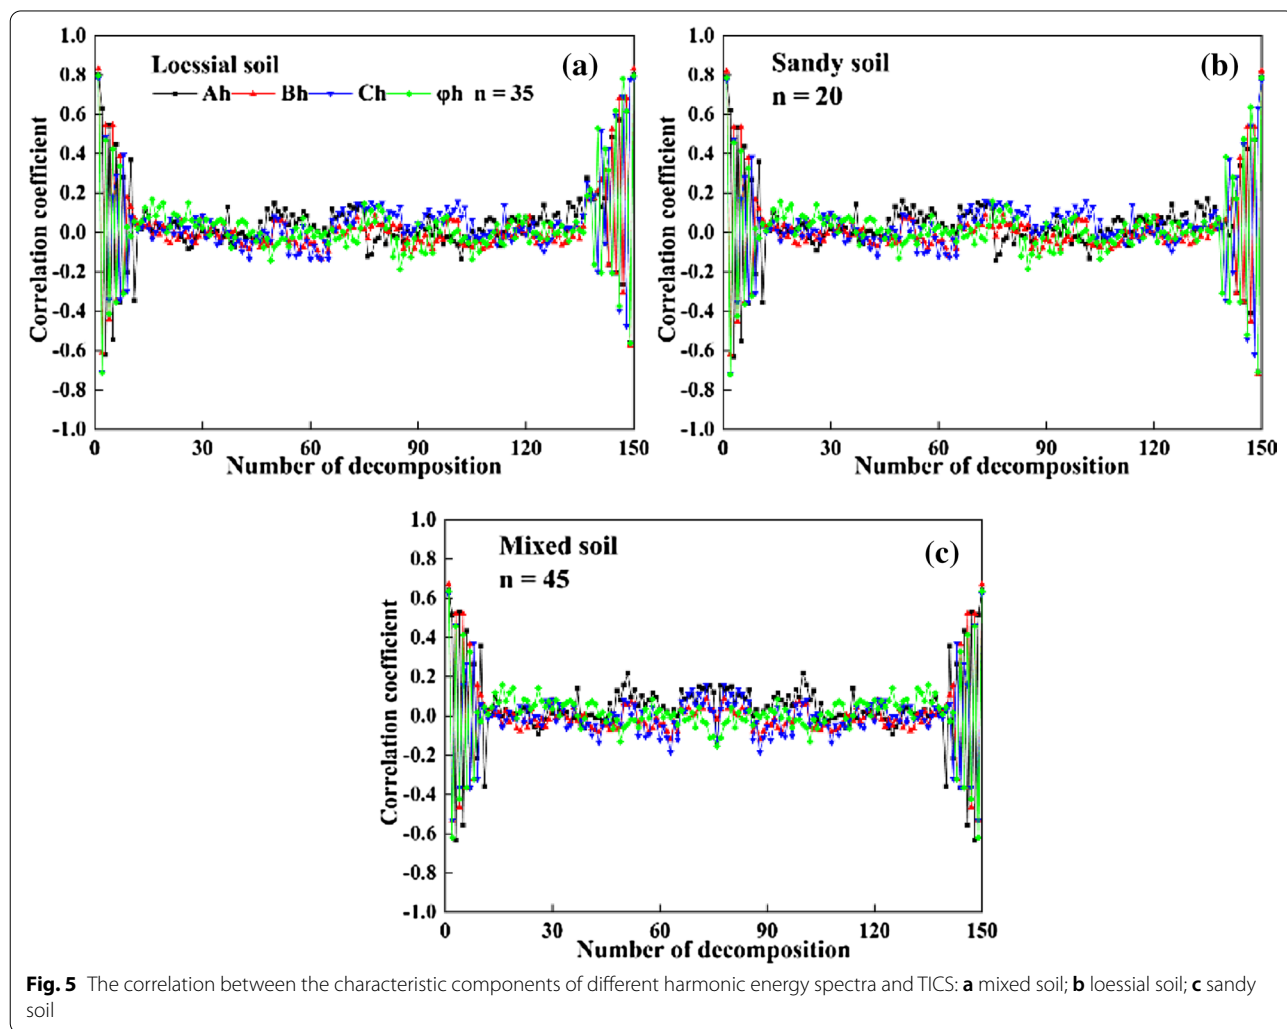 1.0
0.8
0.6
0.4
0.2
0.0
-0.2
-0.4
-0.6
-0.8
-1.0
Correlation coefficient
Loessial soil
(a)
Ah Bh Ch φh n = 35
0 30 60 90 120 150
Number of decomposition
1.0
0.8
0.6
0.4
0.2
0.0
-0.2
-0.4
-0.6
-0.8
-1.0
Correlation coefficient
Sandy soil
n = 20
(b)
0 30 60 90 120 150
Number of decomposition
1.0
0.8
0.6
0.4
0.2
0.0
-0.2
-0.4
-0.6
-0.8
-1.0
Correlation coefficient
Mixed soil
n = 45
(c)
0 30 60 90 120 150
Number of decomposition
Fig. 5 The correlation between the characteristic components of different harmonic energy spectra and TICS: a mixed soil; b loessial soil; c sandy
soil